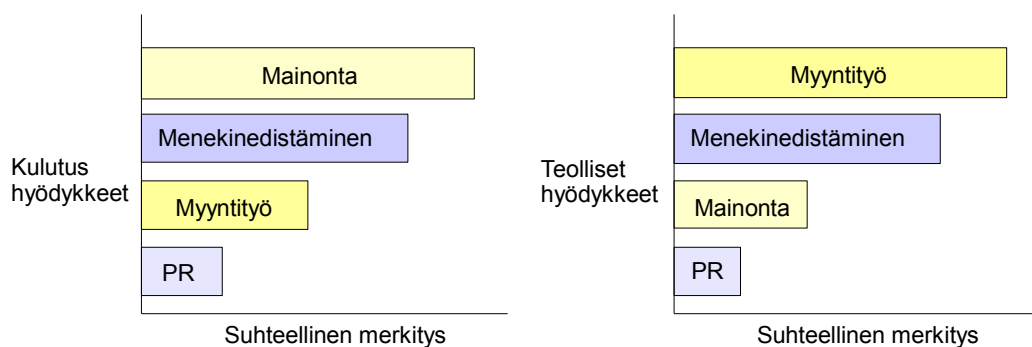 Mainonta
Menekinedistäminen
Kulutus
hyödykkeet
Myyntityö
PR
Suhteellinen merkitys
Myyntityö
Menekinedistäminen
Teolliset
hyödykkeet
Mainonta
PR
Suhteellinen merkitys